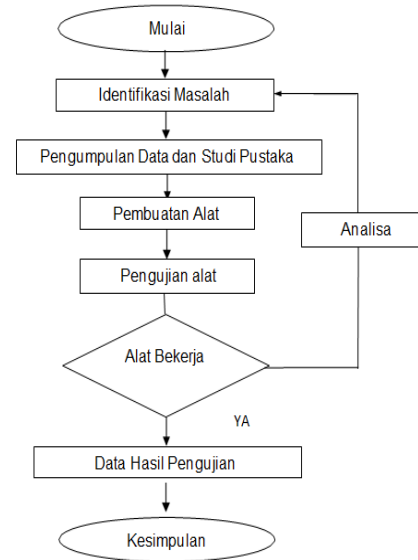 Mulai
Identifikasi Masalah
Pengumpulan Data dan Studi Pustaka
Pembuatan Alat
Analisa
Pengujian alat
Alat Bekerja
YA
Data Hasil Pengujian
Kesimpulan